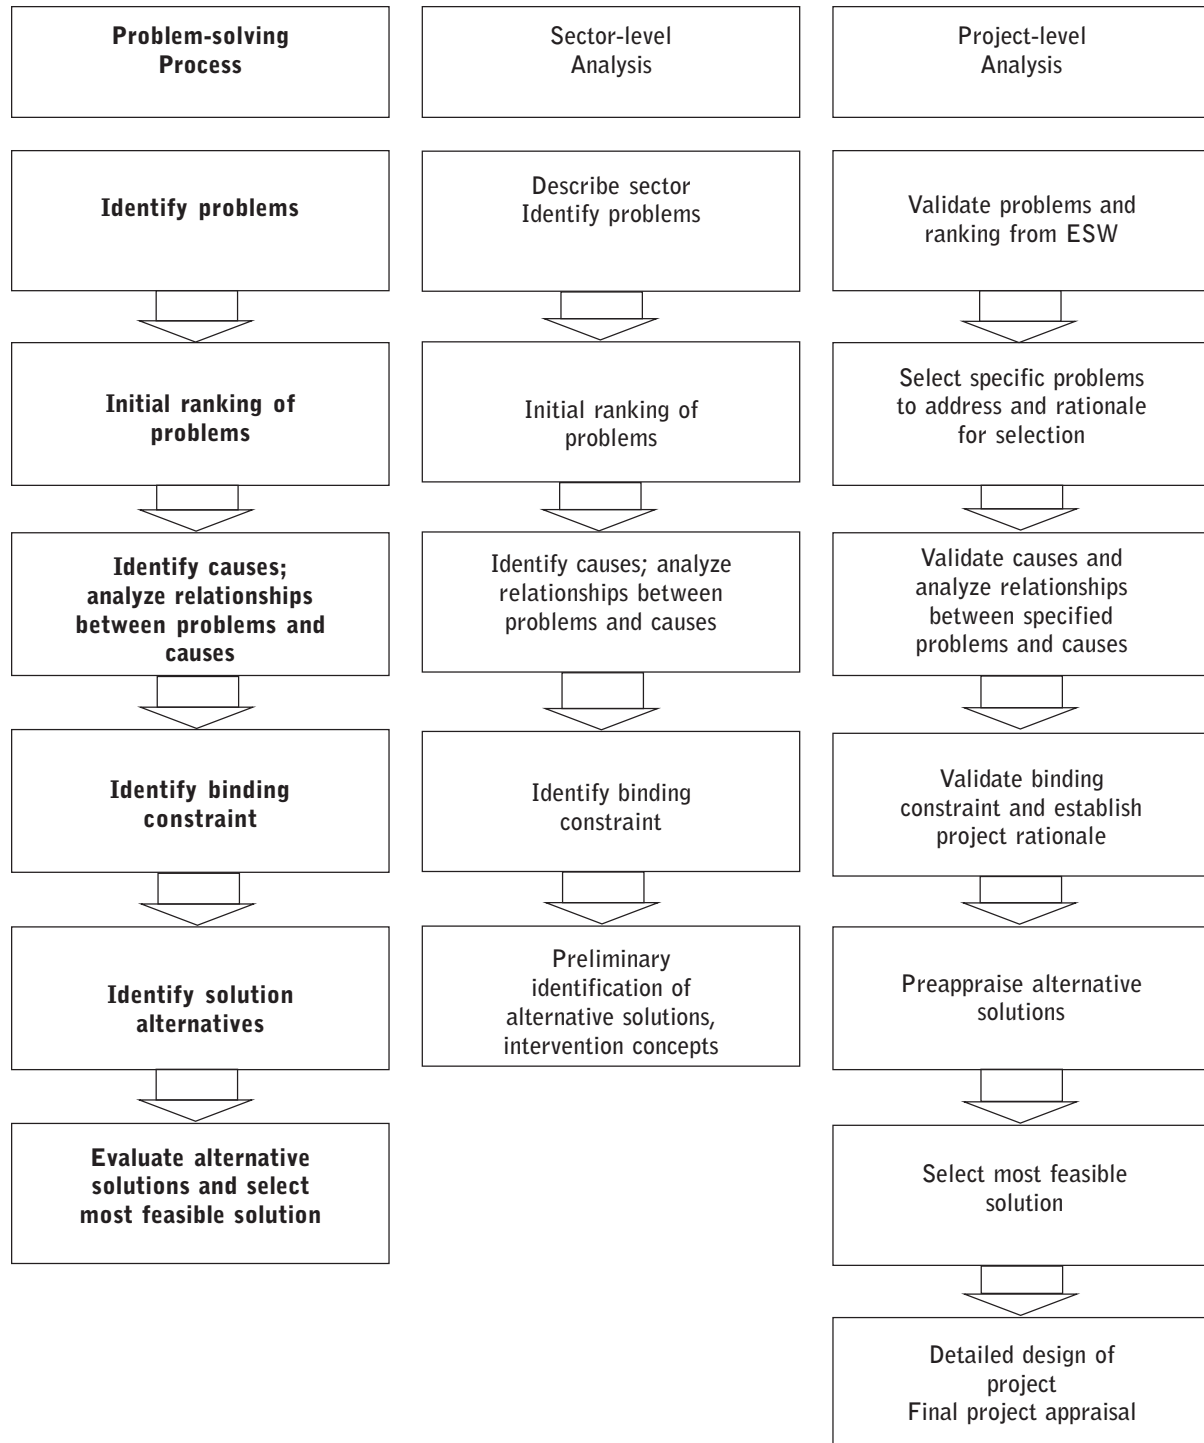 Problem-solving
Process
Sector-level
Analysis
Project-level
Analysis
Identify problems
Describe sector
Identify problems
Validate problems and
ranking from ESW
Initial ranking of
problems
Initial ranking of
problems
Select specific problems
to address and rationale
for selection
Identify causes;
analyze relationships
between problems and
causes
Identify causes; analyze
relationships between
problems and causes
Validate causes and
analyze relationships
between specified
problems and causes
Identify binding
constraint
Identify binding
constraint
Validate binding
constraint and establish
project rationale
Identify solution
alternatives
Preliminary
identification of
alternative solutions,
intervention concepts
Preappraise alternative
solutions
Evaluate alternative
solutions and select
most feasible solution
Select most feasible
solution
Detailed design of
project
Final project appraisal